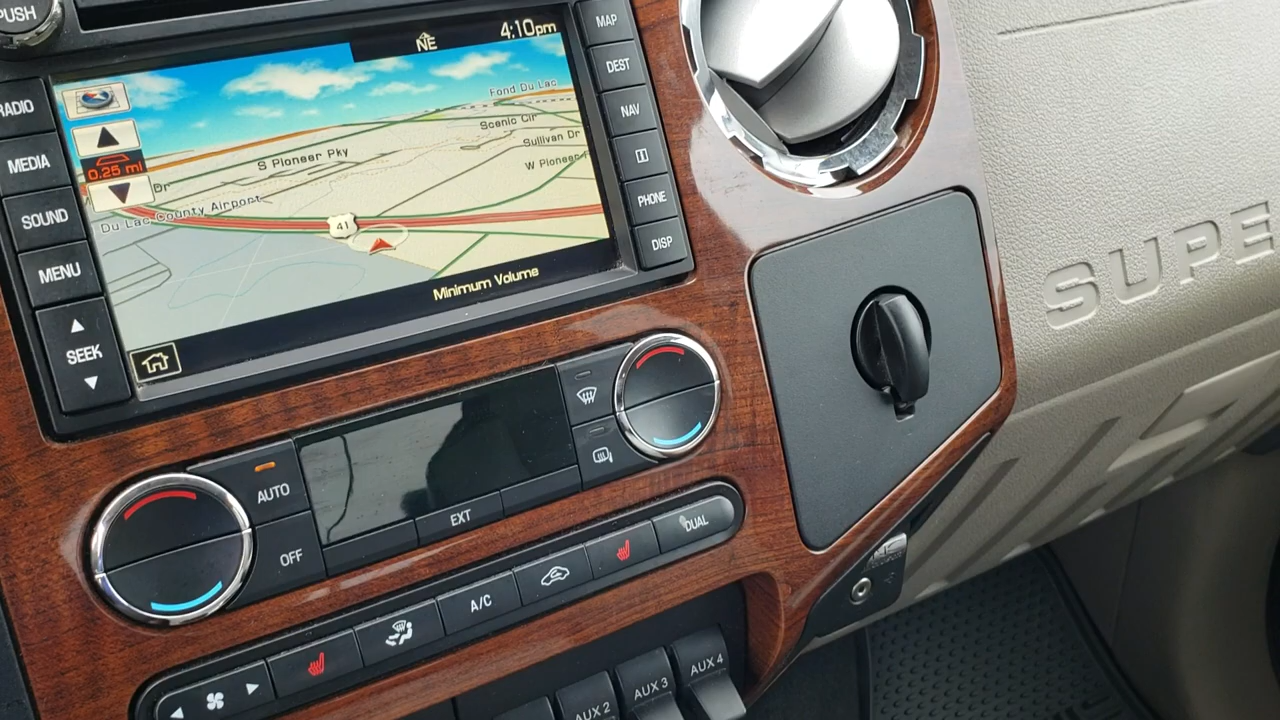 PUSH
RADIO
MEDIA
SOUND
MENU
SEEK
NE
4:10pm
Fond Du Lac
Scenic Cir
Sullivan Dr
S Pioneer Pky
W Pioneer
0.25 mi
Dr
Du Lac County Airport
41
Minimum Volume
MAP
DEST
NAV
PHONE
DISP
SUPE
AUTO
OFF
EXT
A/C
DUAL
AUX 2
AUX 3
AUX 4